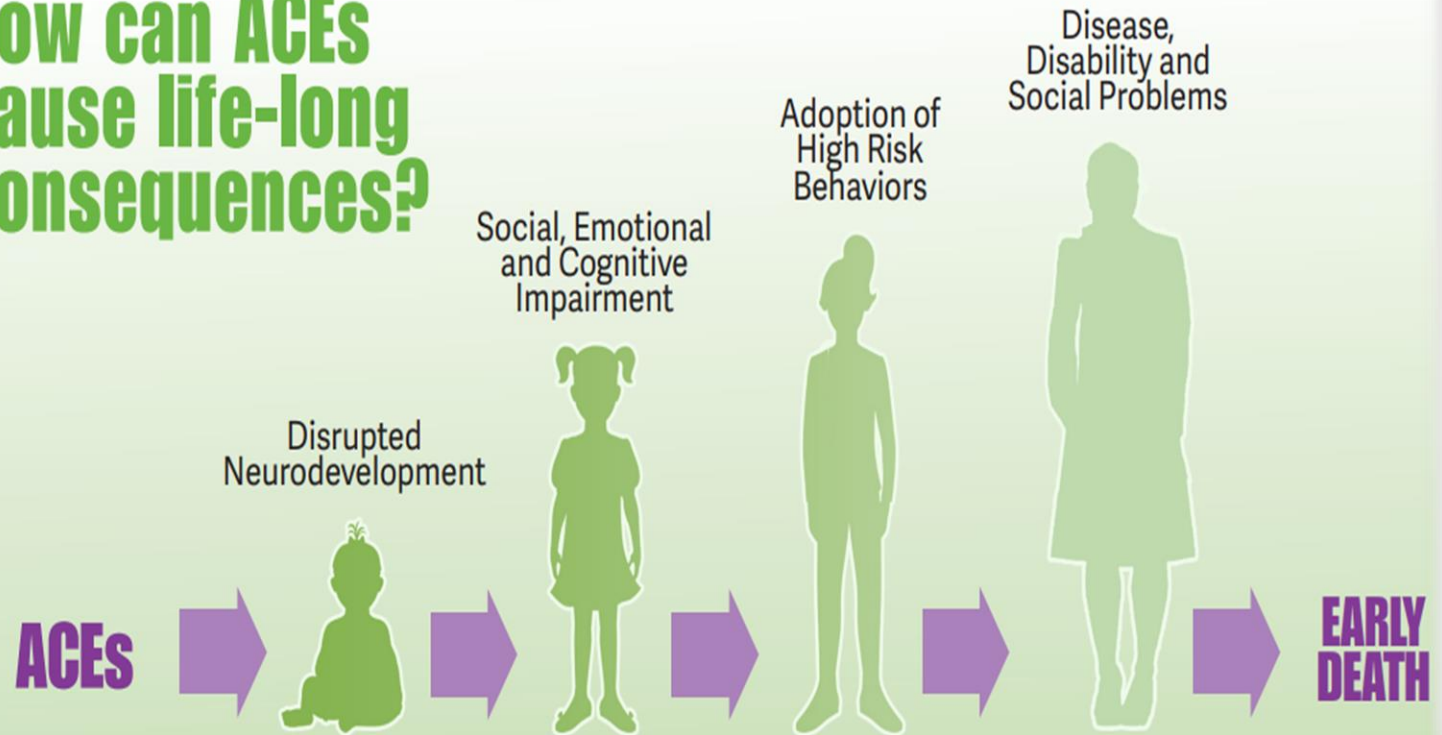 ow can ACEs
ause life-long
onsequences?
Disease,
Disability and
Social Problems
Adoption of
High Risk
Behaviors
Social, Emotional
and Cognitive
Impairment
Disrupted
Neurodevelopment
ACEs
EARLY
DEATH